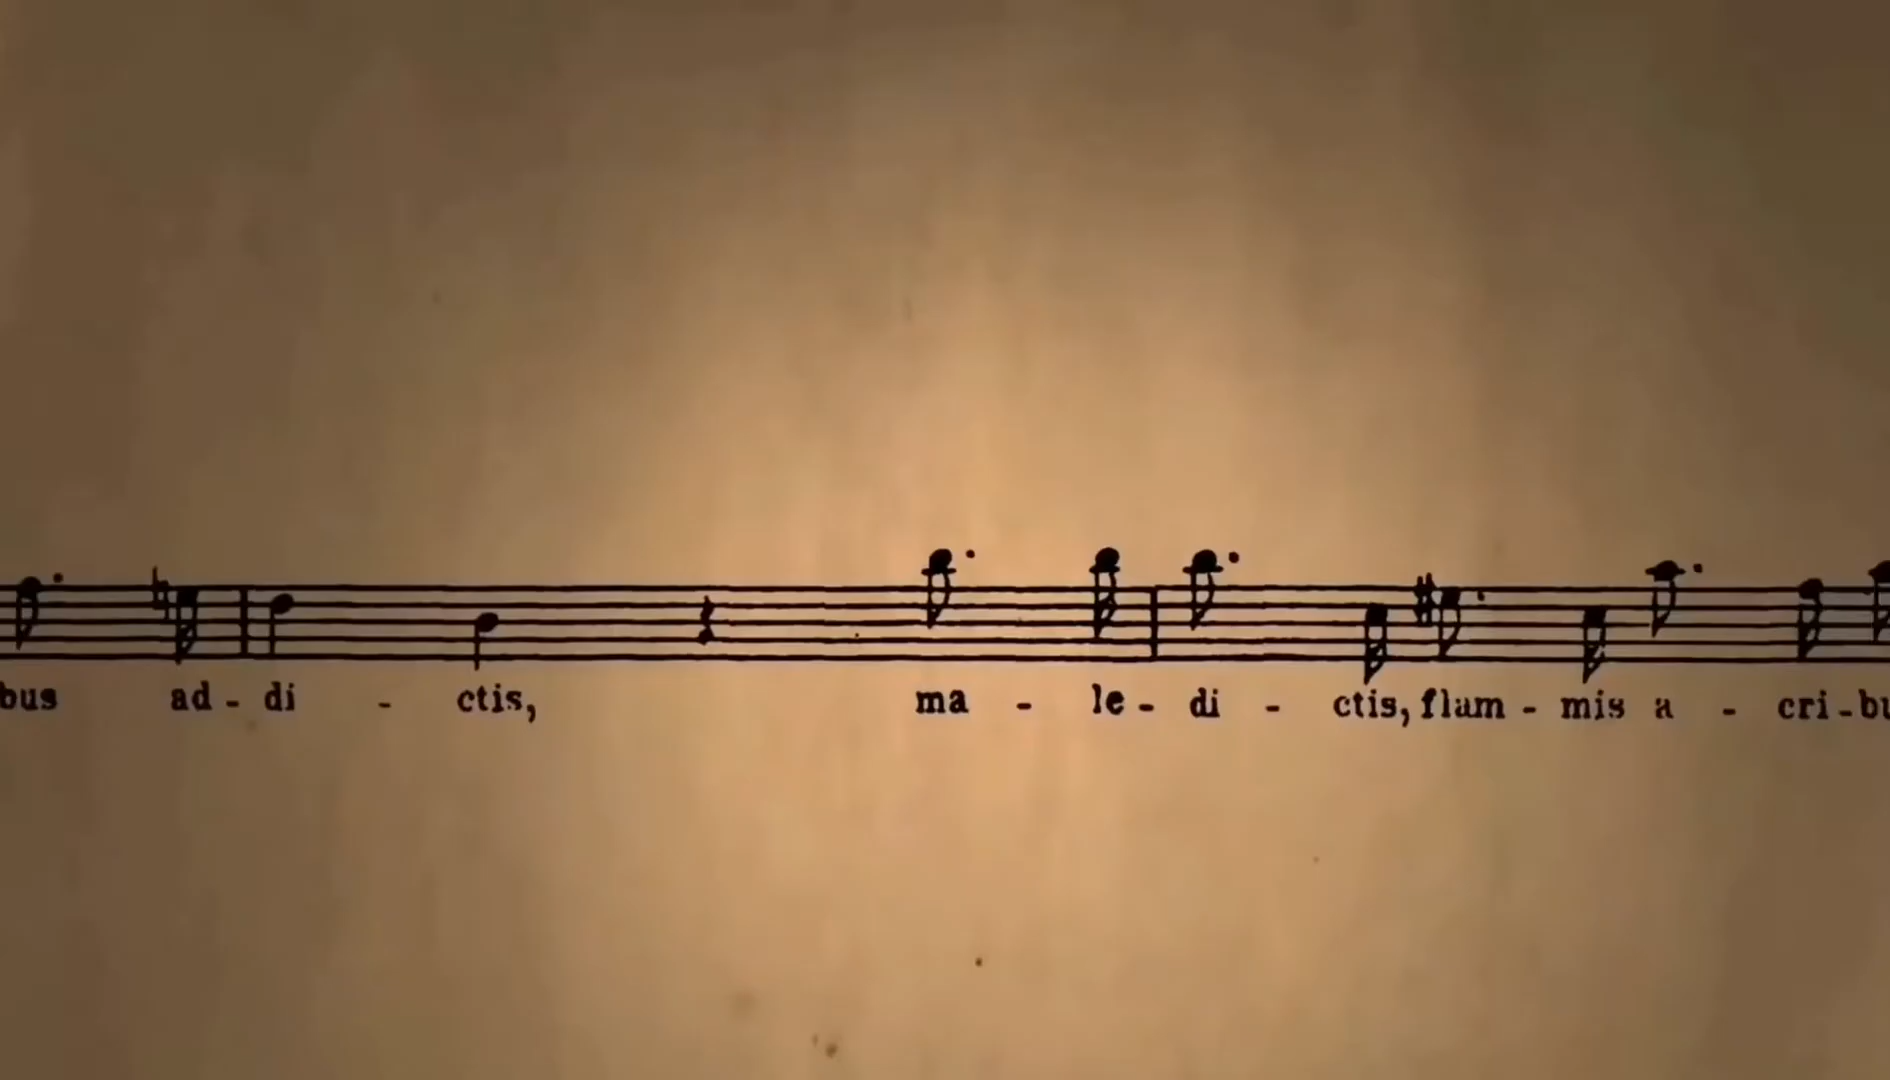 bus ad - di - ctis, ma - le - di - ctis, flam - mis a - cri - bu